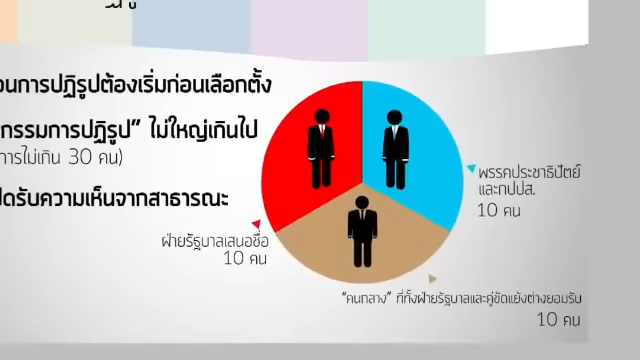 นการปฏิรูปต้องเริ่มก่อนเลือกตั้ง
กรรมการปฏิรูป” ไม่ใหญ่เกินไป
การไม่เกิน 30 คน)
ดรับความเห็นจากสาธารณะ
พรรคประชาธิปัตย์
และกปปส.
10 คน
ฝ่ายรัฐบาลเสนอชื่อ
10 คน
“คนกลาง” ที่ทั้งฝ่ายรัฐบาลและคู่ขัดแย้งต่างยอมรับ
10 คน